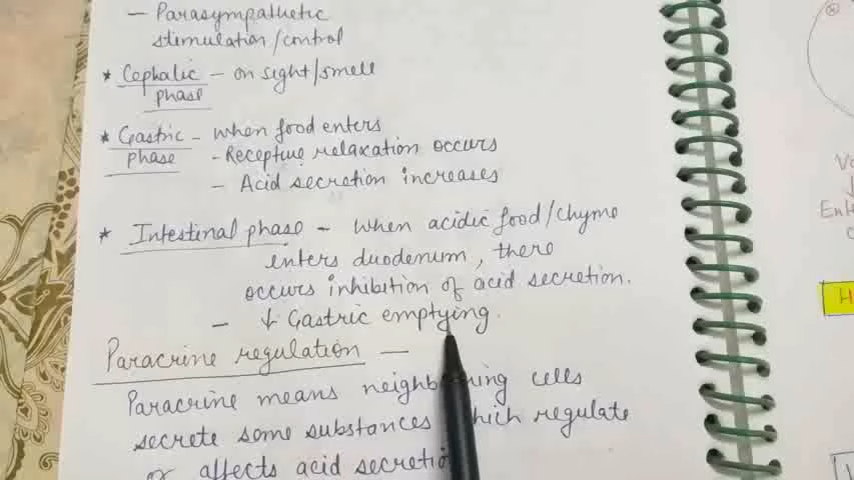 - Parasympathetic
stimulation/control
* Cephalic - on sight/smell
phase
* Gastric - when food enters
phase - Receptive relaxation occurs
- Acid secretion increases
* Intestinal phase - When acidic food/chyme
enters duodenum, there
occurs inhibition of acid secretion.
- ↓ Gastric emptying.
Paracrine regulation -
Paracrine means neighbouring cells
secrete some substances which regulate
or affects acid secretion